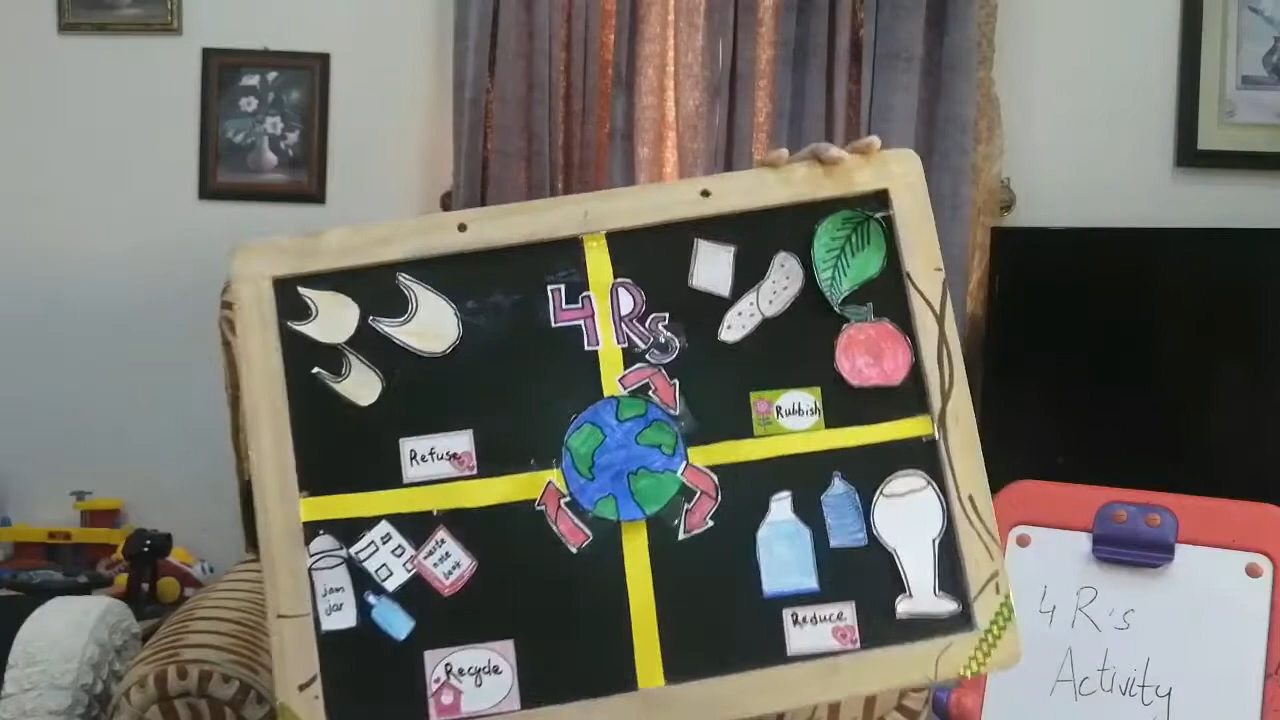 4Rs
Rubbish
Refuse
jam
jar
waste
note
book
Reduce
Recycle
4 R's
Activity